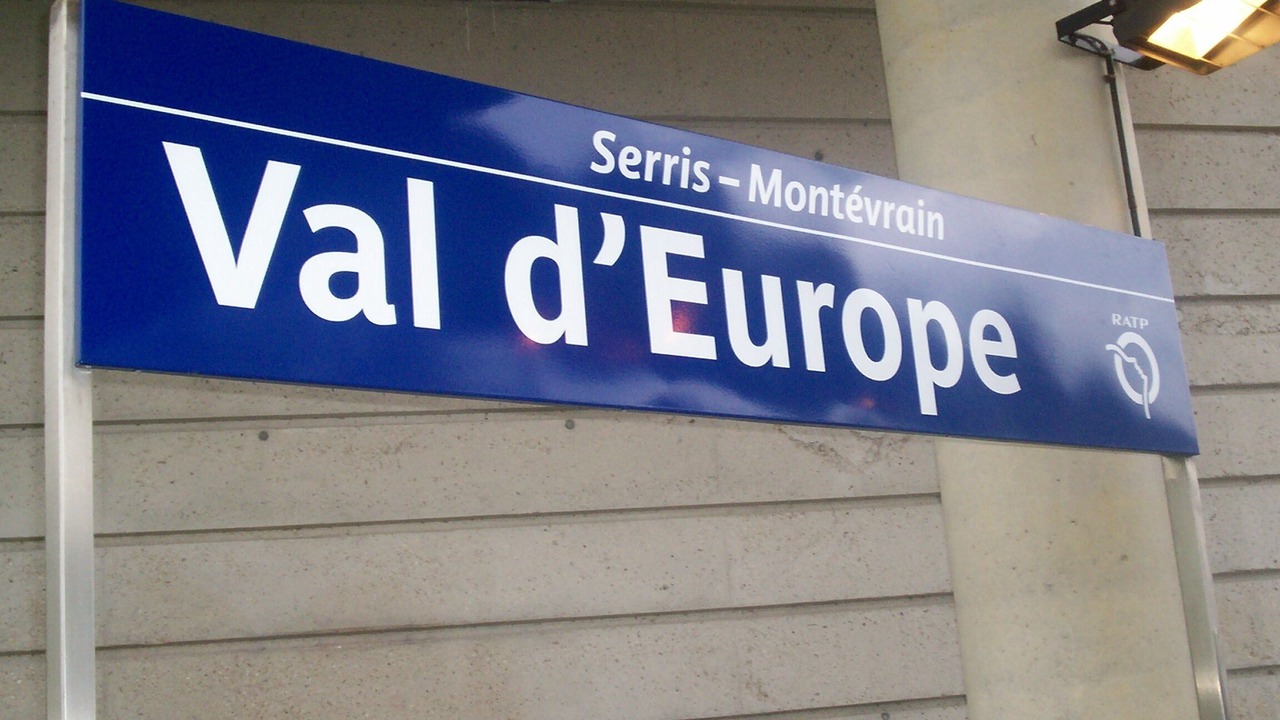 Serris – Montévrain
Val d’Europe
RATP